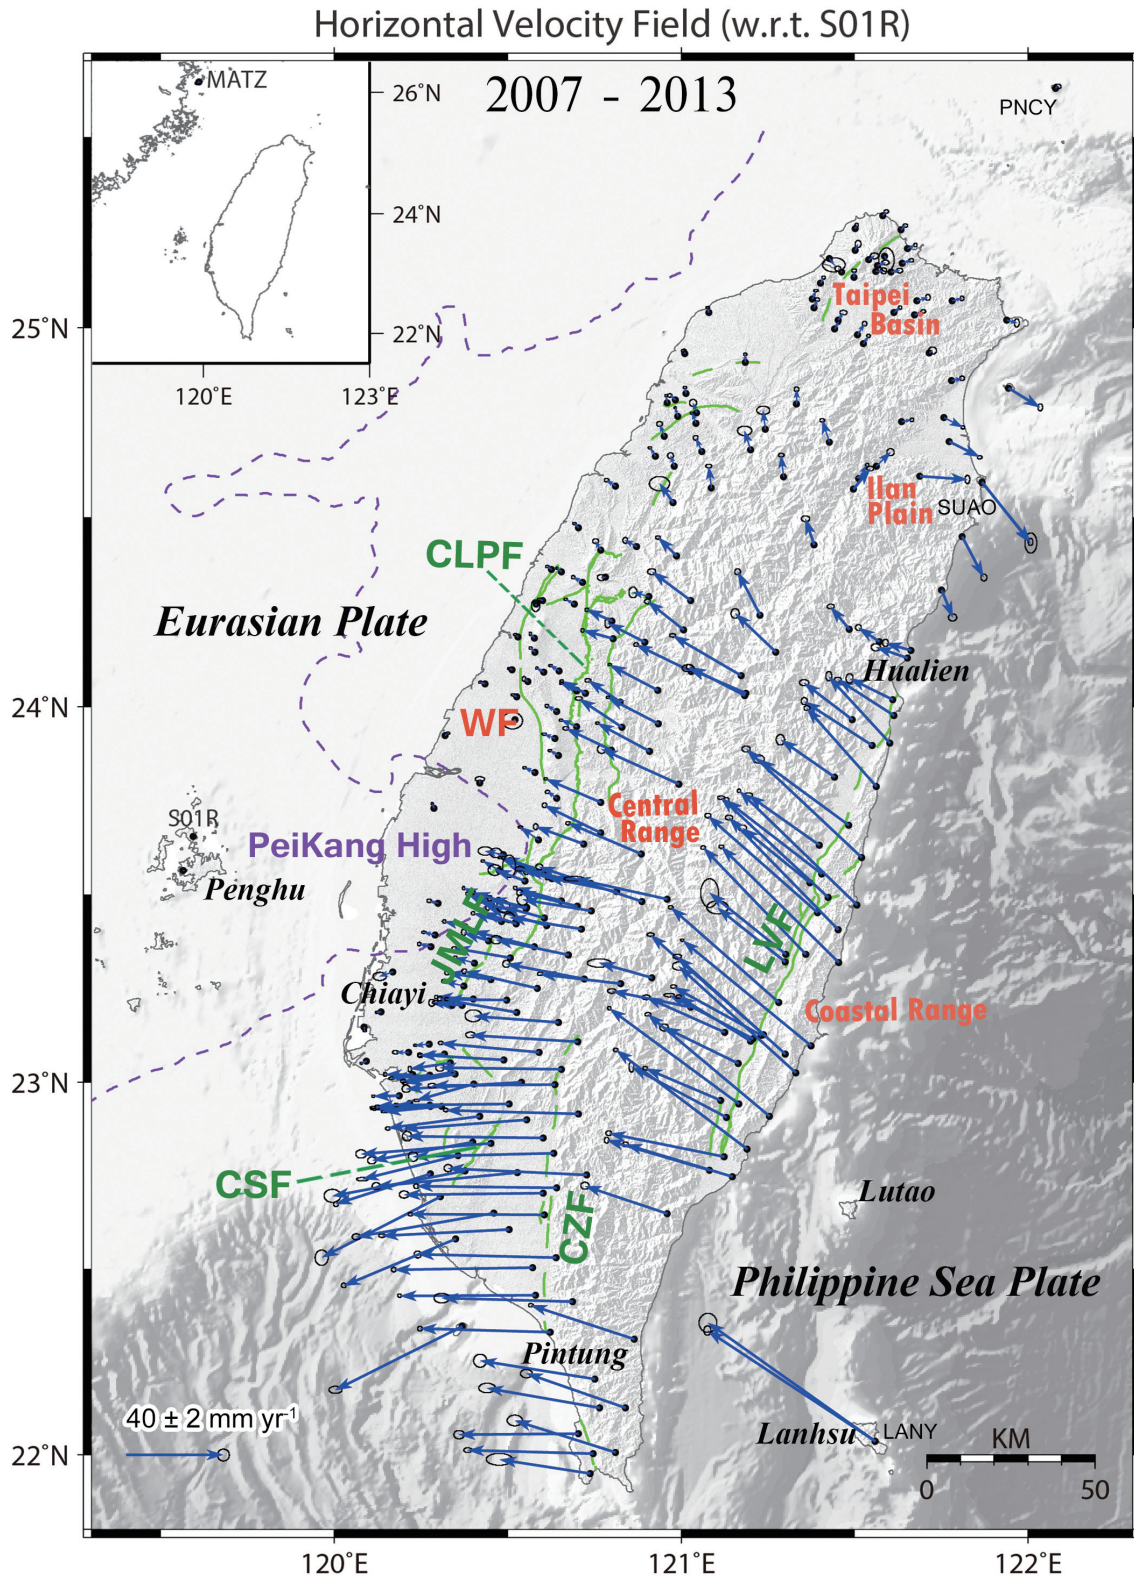 Horizontal Velocity Field (w.r.t. S01R)
MATZ
26°N
2007 - 2013
PNCY
24°N
22°N
120°E
123°E
Taipei
Basin
25°N
Ilan
Plain
SUAO
CLPF
Eurasian Plate
Hualien
24°N
WF
Central
Range
S01R
PeiKang High
Penghu
JMLF
LVF
Chiayi
Coastal Range
23°N
CSF
CZF
Lutao
Philippine Sea Plate
Pintung
40 ± 2 mm yr⁻¹
Lanhsu
LANY
KM
22°N
0
50
120°E
121°E
122°E